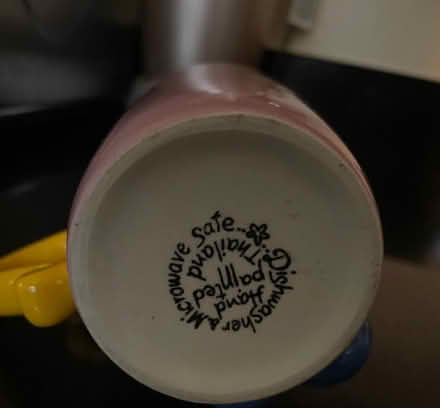 Dishwasher & Microwave Safe...
Hand
painted
Thailand